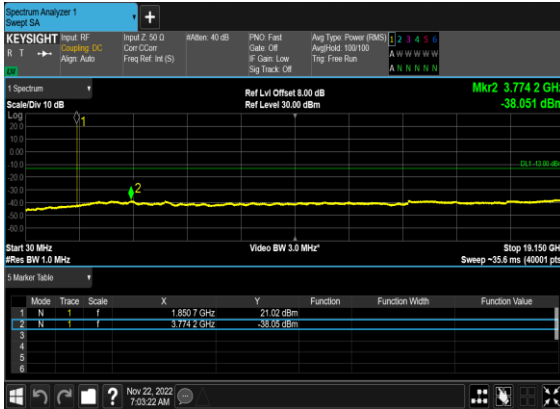 Spectrum Analyzer 1
Swept SA
+
KEYSIGHT Input: RF Input Z: 50 Ω #Atten: 40 dB PNO: Fast Avg Type: Power (RMS) 1 2 3 4 5 6
R T Coupling: DC Corr CCorr Gate: Off Avg|Hold: 100/100 A W W W W W
Align: Auto Freq Ref: Int (S) IF Gain: Low Trig: Free Run
Sig Track: Off A N N N N N
1 Spectrum Ref Lvl Offset 8.00 dB Mkr2 3.774 2 GHz
Scale/Div 10 dB Ref Level 30.00 dBm -38.051 dBm
Log
1
20.0
10.0
0.00
-10.0
DL1 -13.00 dBm
-20.0
-30.0
2
-40.0
-50.0
-60.0
Start 30 MHz Video BW 3.0 MHz* Stop 19.150 GH
#Res BW 1.0 MHz Sweep ~35.6 ms (40001 pts
5 Marker Table
Mode Trace Scale X Y Function Function Width Function Value
1 N 1 f 1.850 7 GHz 21.02 dBm
2 N 1 f 3.774 2 GHz -38.05 dBm
3
4
5
6
? Nov 22, 2022
7:03:22 AM